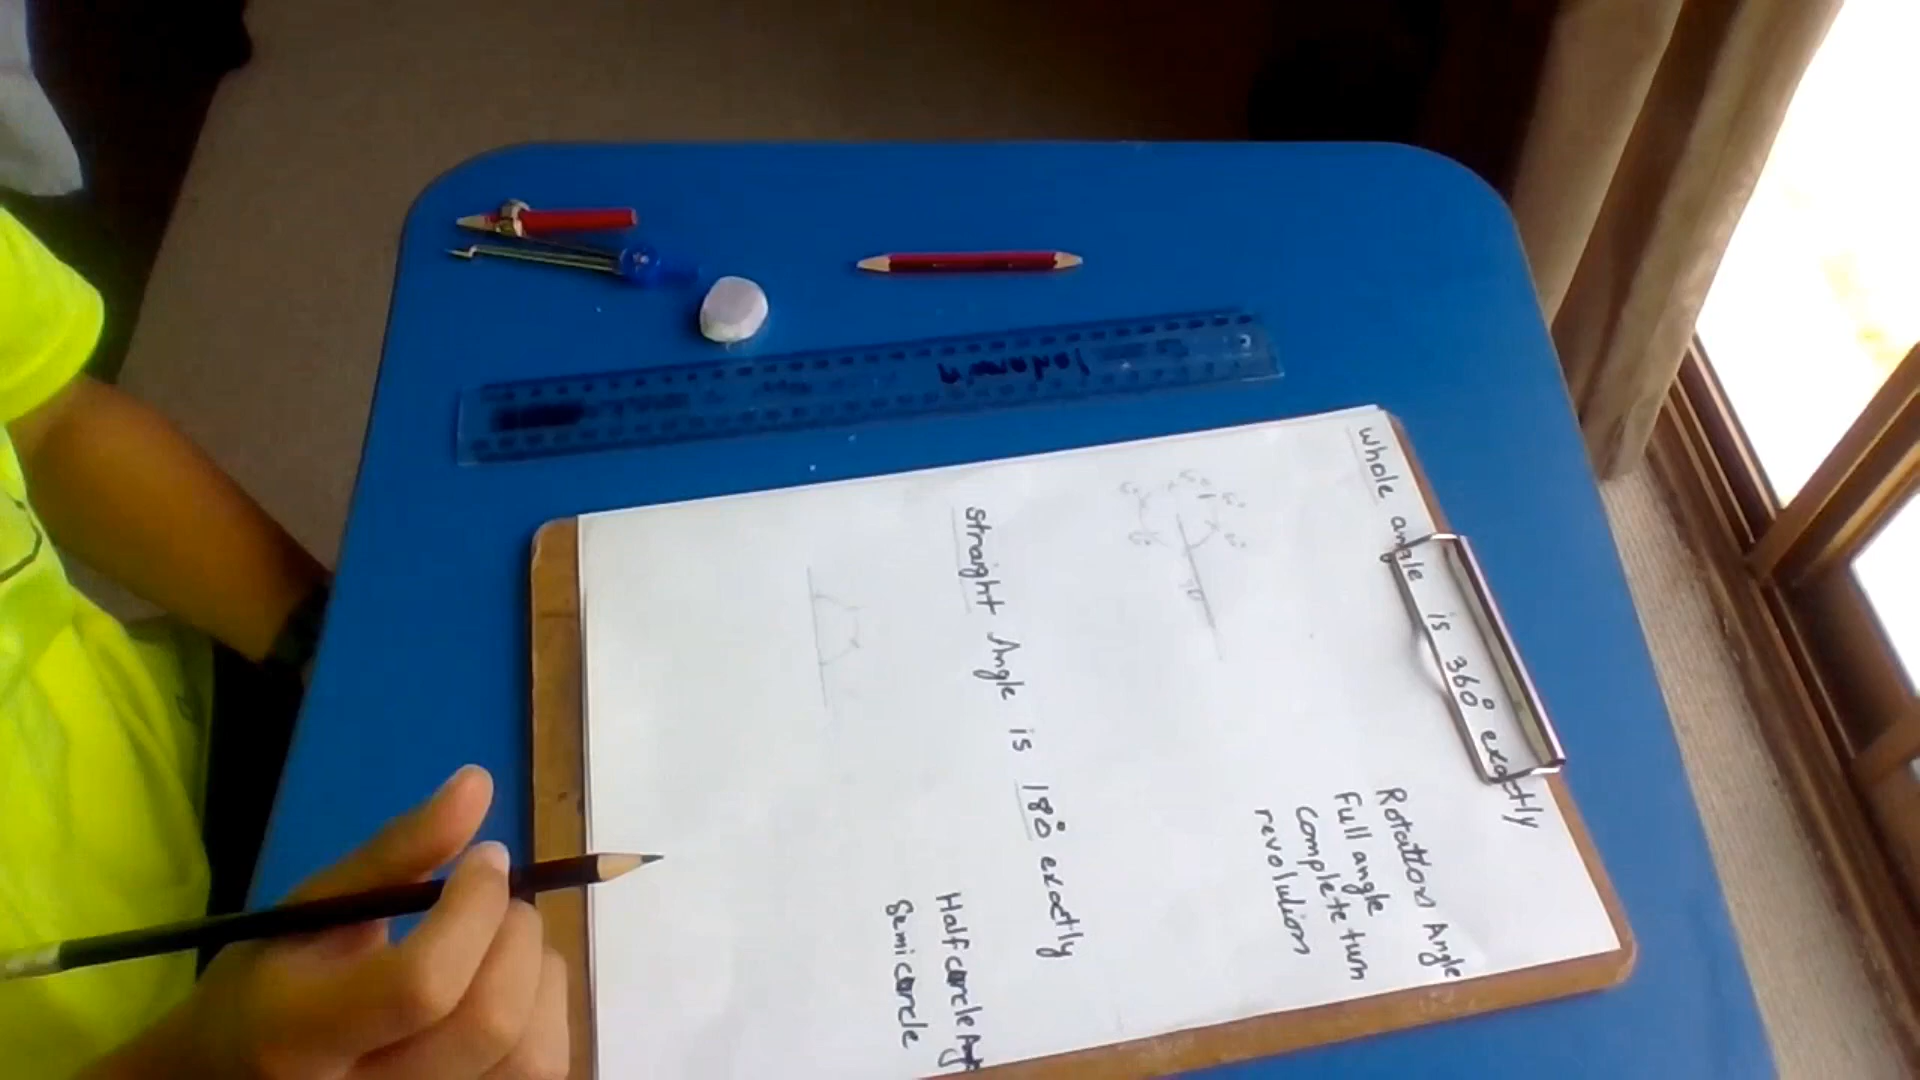 whole angle is 360° exactly
Rotation Angle
Full angle
Complete turn
revolution
straight Angle is 180° exactly
Half circle
Semi circle